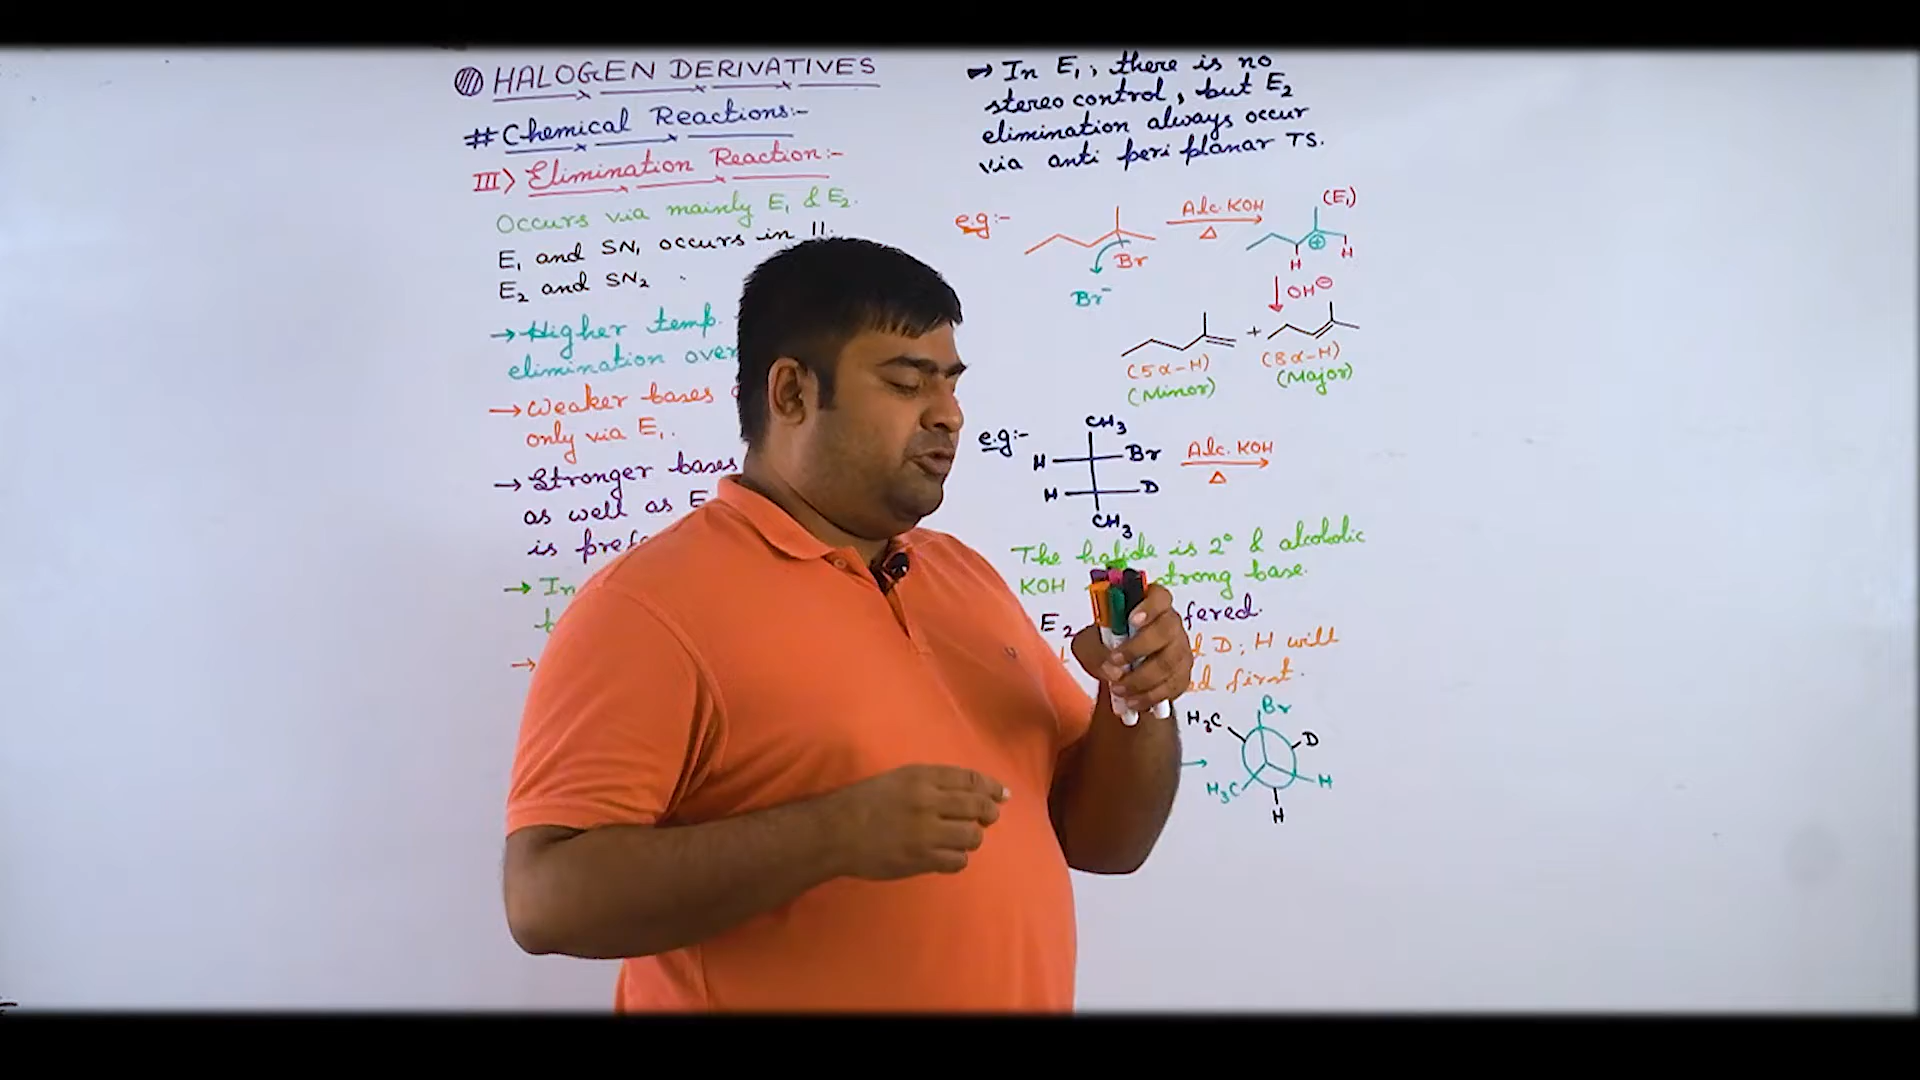 HALOGEN DERIVATIVES
# Chemical Reactions:-
III> Elimination Reaction:-
Occurs via mainly E₁ & E₂.
E₁ and SN₁ occurs in ||.
E₂ and SN₂
→ Higher temp.
elimination over
→ Weaker bases
only via E₁.
→ Stronger bases
as well as E
is pref
→ In
→
→ In E₁, there is no
stereo control, but E₂
elimination always occur
via anti peri planar TS.
e.g:-
Br
Br⁻
Alc. KOH
Δ
(E₁)
⊕
H
H
↓ OH⊖
+
(5α-H)
(Minor)
(8α-H)
(Major)
e.g:-
CH₃
H Br
H D
CH₃
Alc. KOH
Δ
The halide is 2° & alcoholic
KOH strong base.
E₂ fered.
D; H will
ed first.
→
Br
H₃C
D
H₃C
H
H